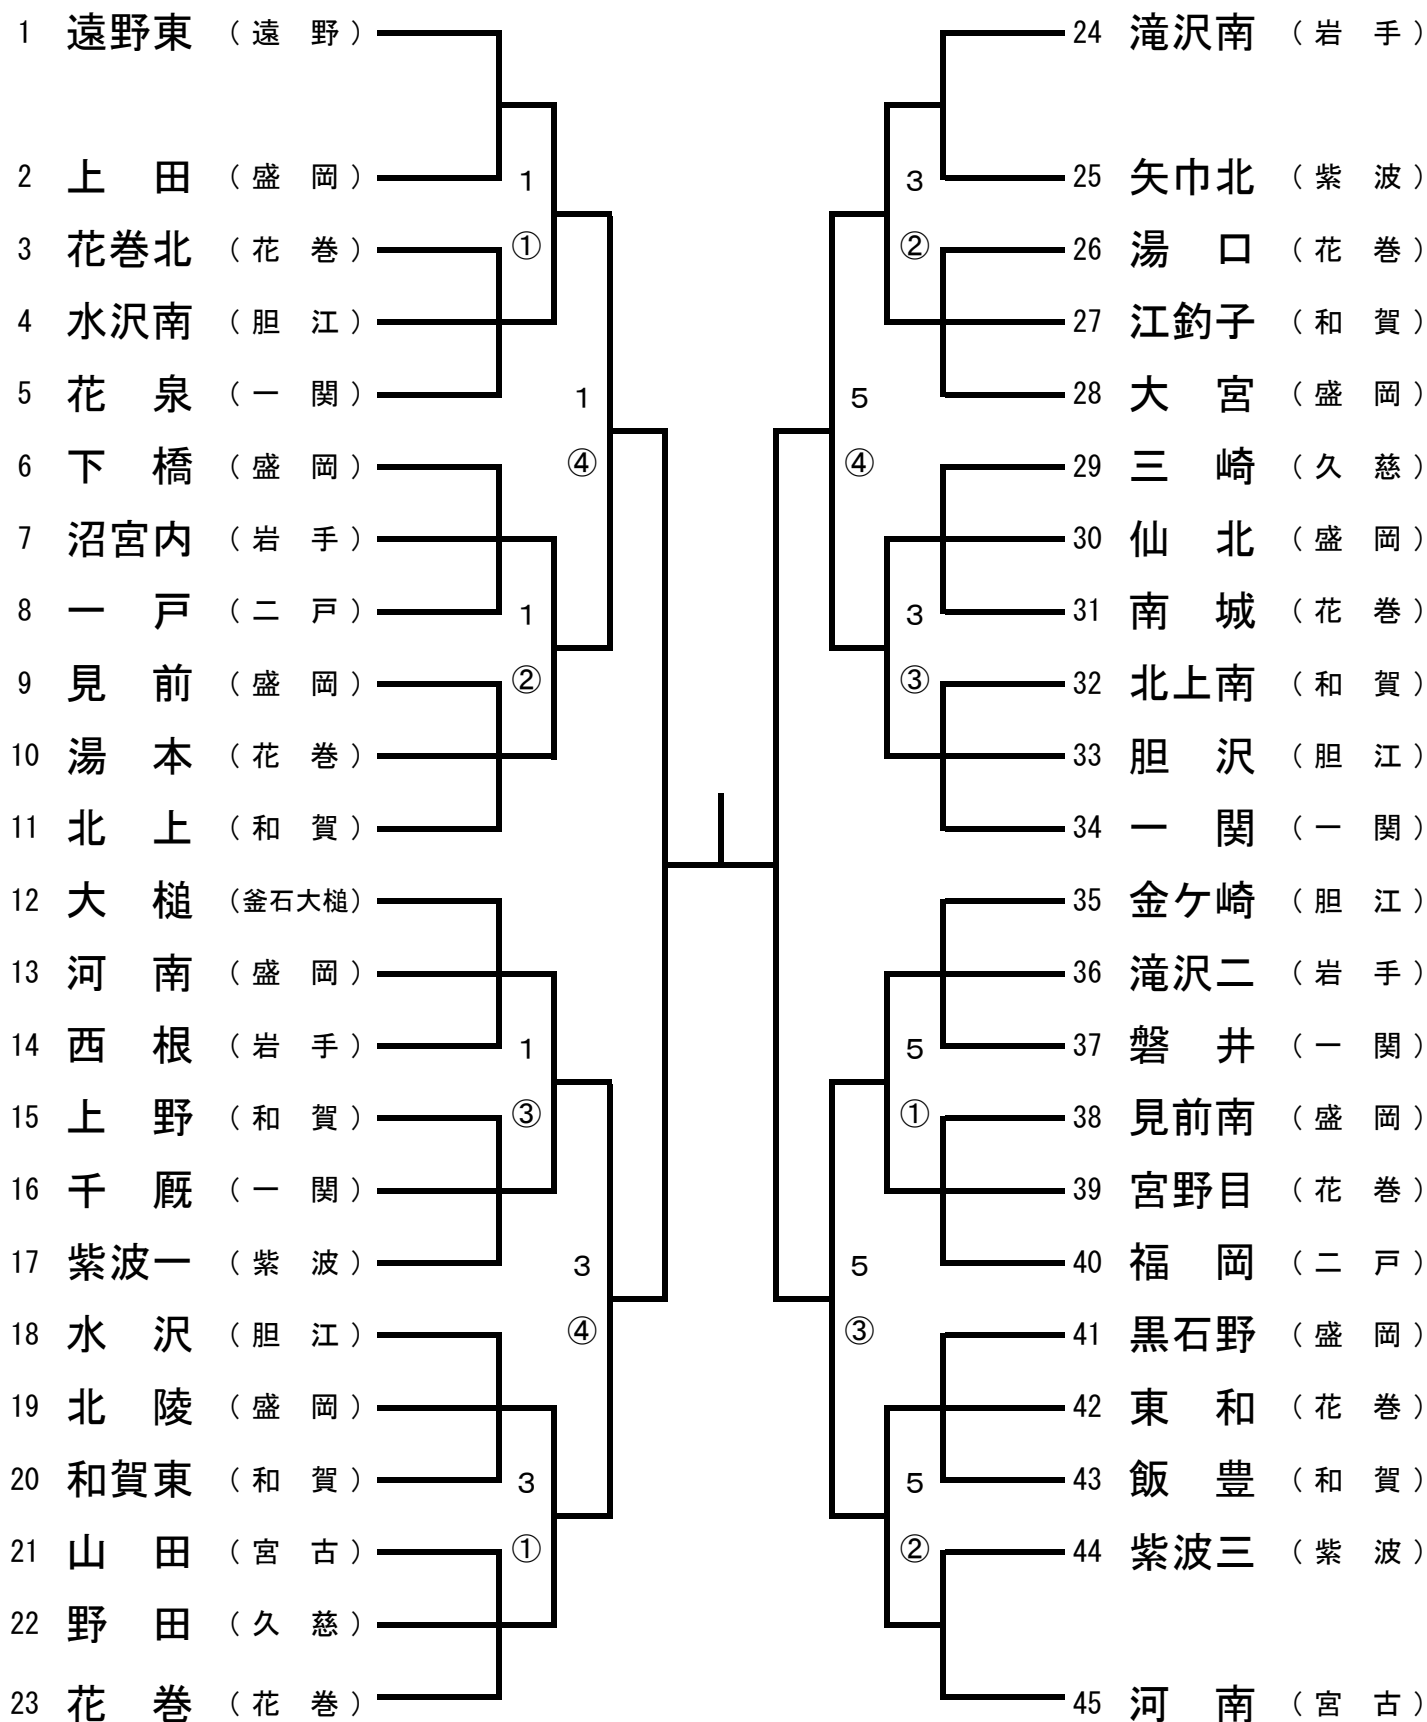 1 遠野東 （遠 野）
2 上 田 （盛 岡）
1
3 花巻北 （花 巻）
①
4 水沢南 （胆 江）
5 花 泉 （一 関）
1
6 下 橋 （盛 岡）
④
7 沼宮内 （岩 手）
8 一 戸 （二 戸）
1
9 見 前 （盛 岡）
②
10 湯 本 （花 巻）
11 北 上 （和 賀）
12 大 槌 （釜石大槌）
13 河 南 （盛 岡）
14 西 根 （岩 手）
1
15 上 野 （和 賀）
③
16 千 厩 （一 関）
17 紫波一 （紫 波）
3
18 水 沢 （胆 江）
④
19 北 陵 （盛 岡）
20 和賀東 （和 賀）
3
21 山 田 （宮 古）
①
22 野 田 （久 慈）
23 花 巻 （花 巻）
24 滝沢南 （岩 手）
3
25 矢巾北 （紫 波）
②
26 湯 口 （花 巻）
27 江釣子 （和 賀）
5
28 大 宮 （盛 岡）
④
29 三 崎 （久 慈）
30 仙 北 （盛 岡）
3
31 南 城 （花 巻）
③
32 北上南 （和 賀）
33 胆 沢 （胆 江）
34 一 関 （一 関）
35 金ケ崎 （胆 江）
36 滝沢二 （岩 手）
5
37 磐 井 （一 関）
①
38 見前南 （盛 岡）
39 宮野目 （花 巻）
5
40 福 岡 （二 戸）
③
41 黒石野 （盛 岡）
42 東 和 （花 巻）
5
43 飯 豊 （和 賀）
②
44 紫波三 （紫 波）
45 河 南 （宮 古）